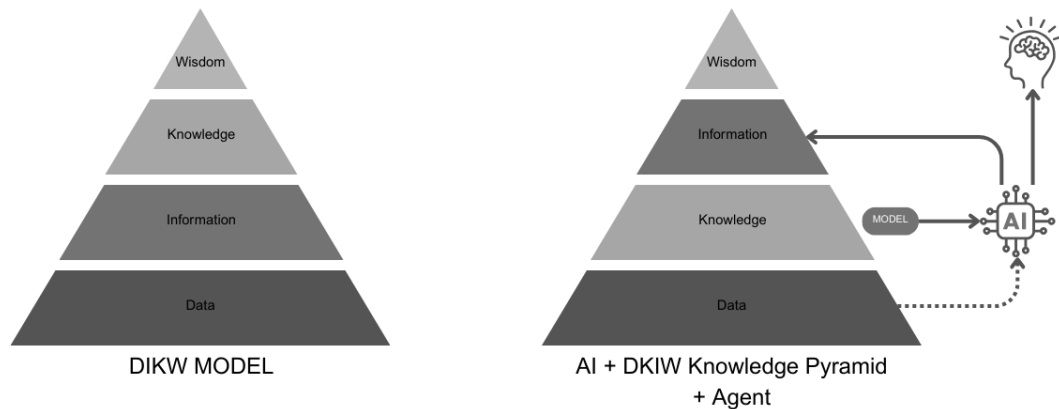 Wisdom
Knowledge
Information
Data
DIKW MODEL
Wisdom
Information
Knowledge
MODEL
AI
Data
AI + DKIW Knowledge Pyramid
+ Agent